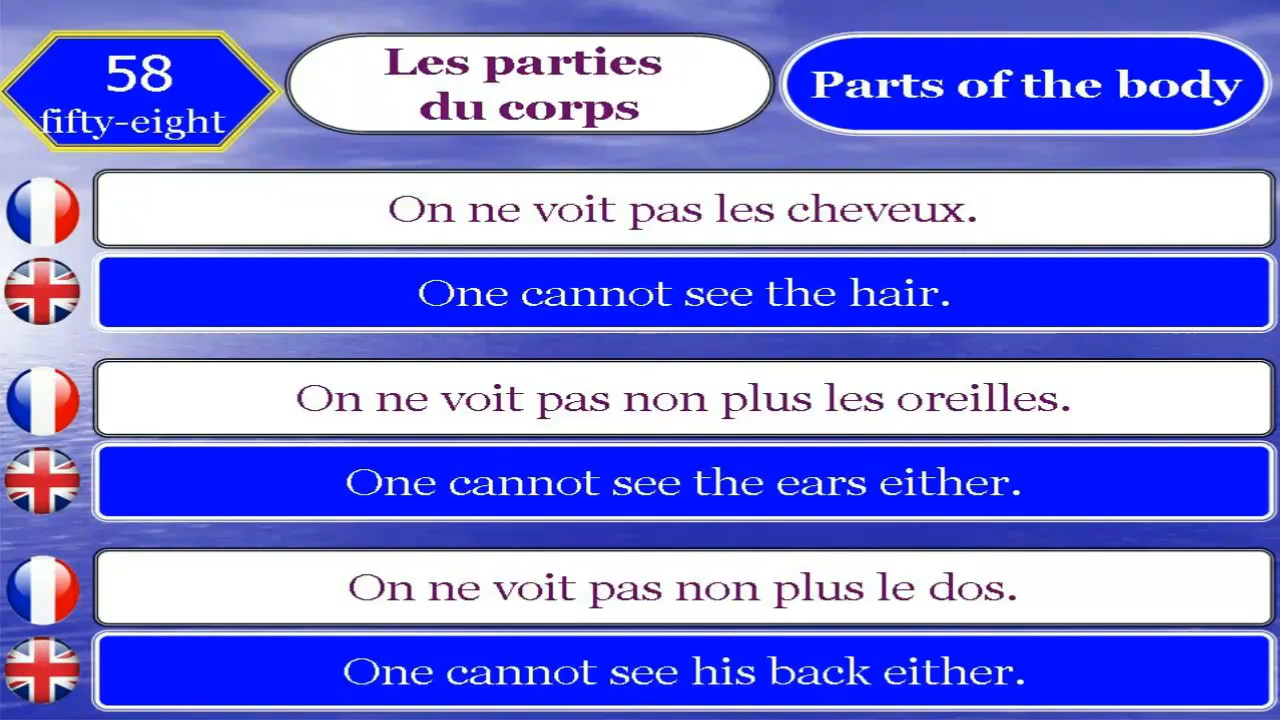 58
fifty-eight
Les parties
du corps
Parts of the body
On ne voit pas les cheveux.
One cannot see the hair.
On ne voit pas non plus les oreilles.
One cannot see the ears either.
On ne voit pas non plus le dos.
One cannot see his back either.